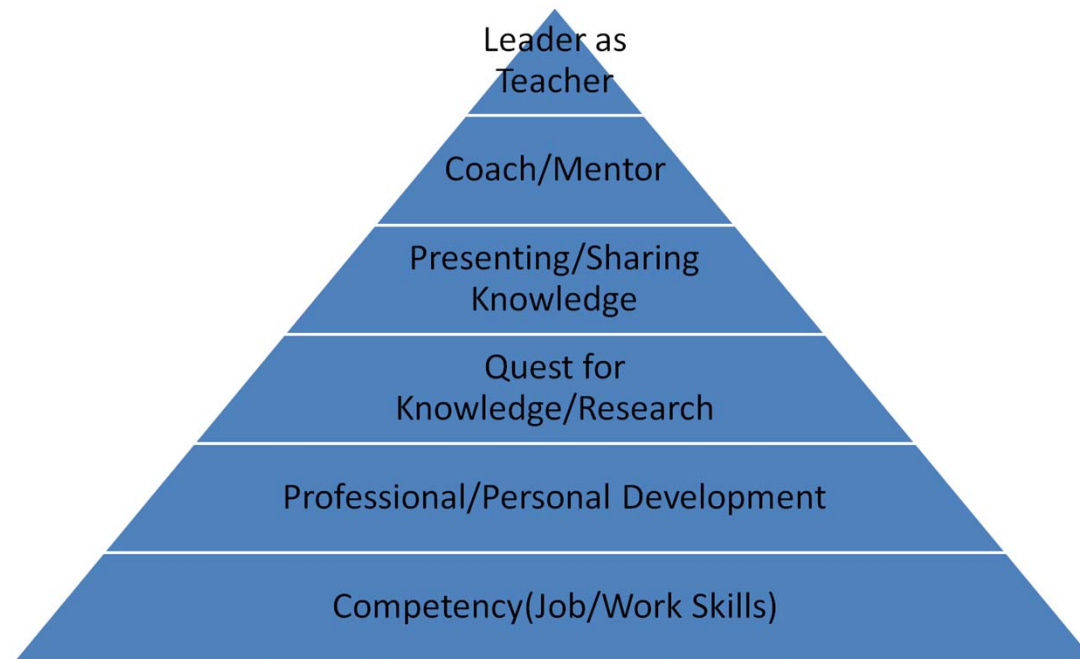 Leader as
Teacher
Coach/Mentor
Presenting/Sharing
Knowledge
Quest for
Knowledge/Research
Professional/Personal Development
Competency(Job/Work Skills)